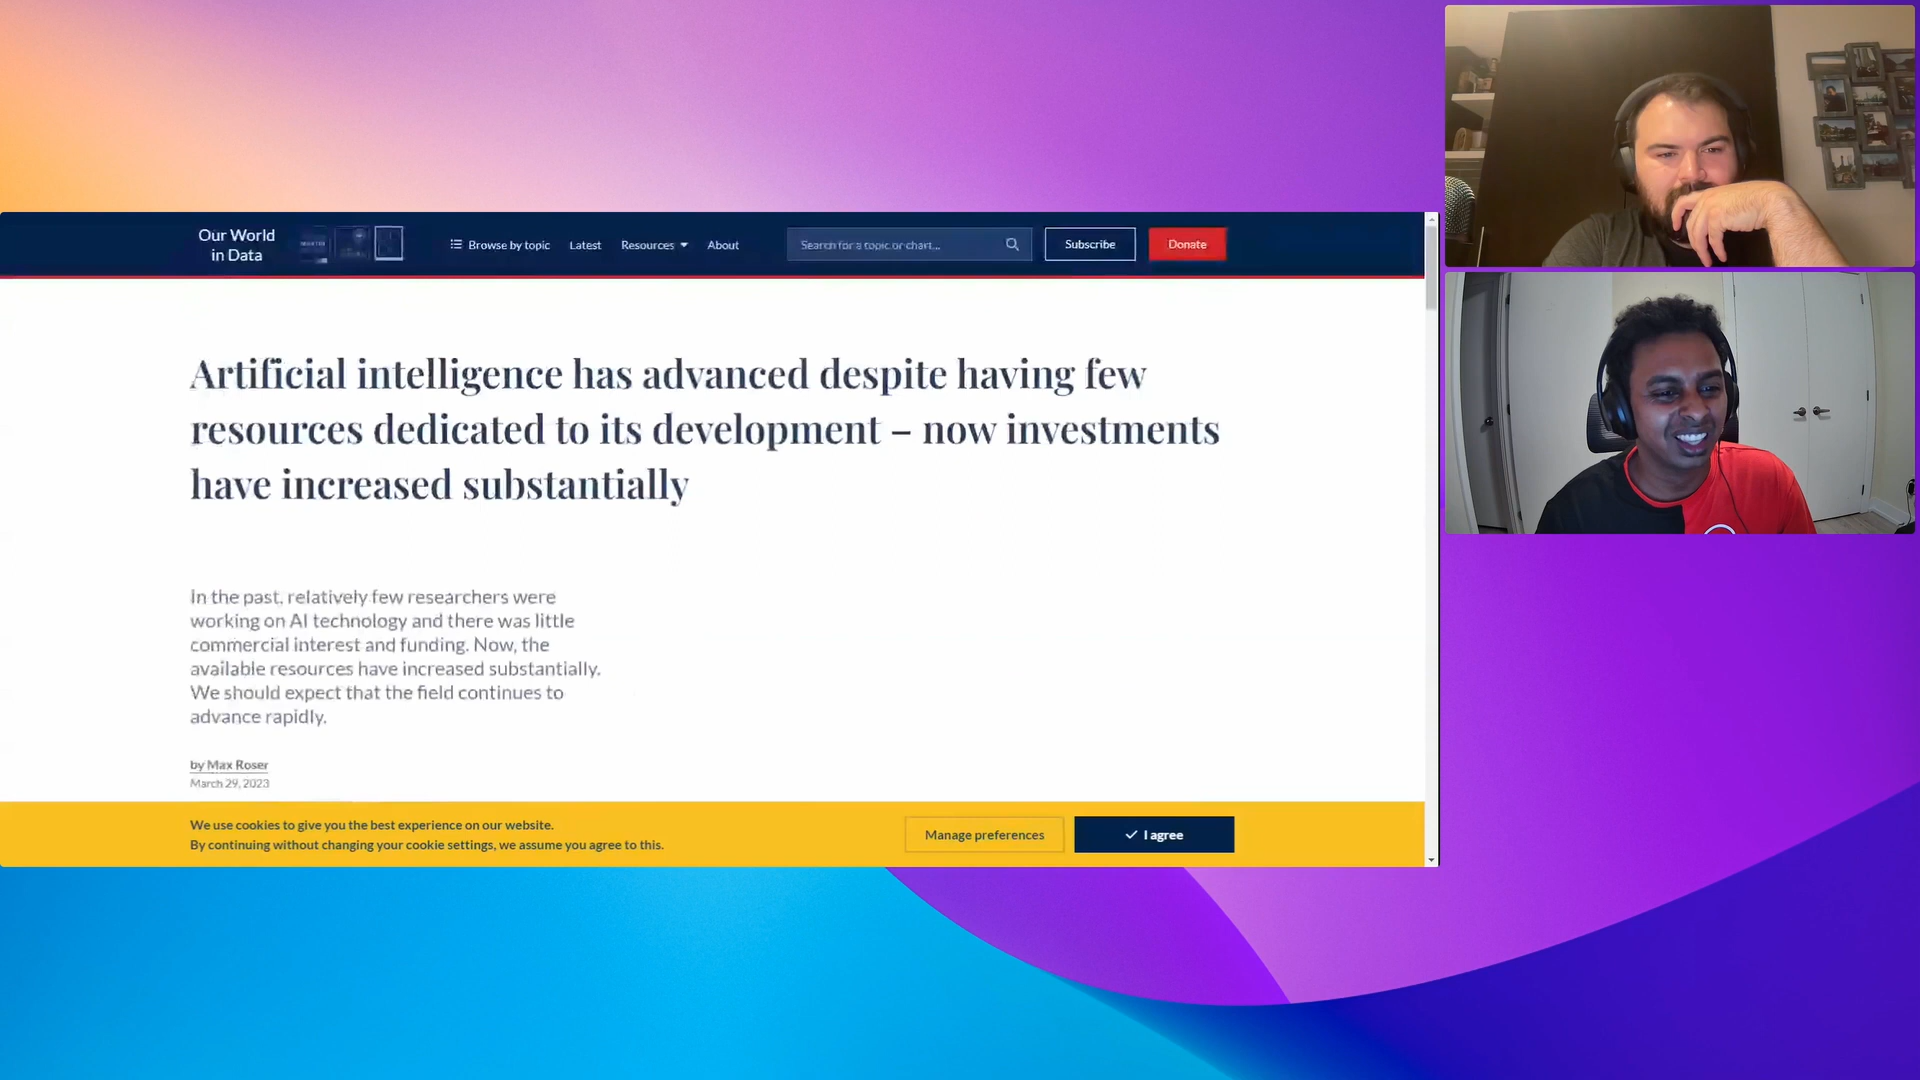 Our World
in Data
Browse by topic
Latest
Resources
About
Search for a topic or chart...
Subscribe
Donate
Artificial intelligence has advanced despite having few
resources dedicated to its development – now investments
have increased substantially
In the past, relatively few researchers were
working on AI technology and there was little
commercial interest and funding. Now, the
available resources have increased substantially.
We should expect that the field continues to
advance rapidly.
by Max Roser
March 29, 2023
We use cookies to give you the best experience on our website.
By continuing without changing your cookie settings, we assume you agree to this.
Manage preferences
I agree